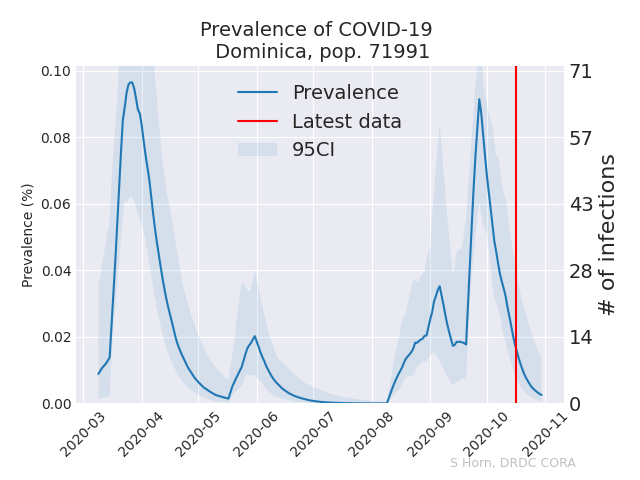 Prevalence of COVID-19
Dominica, pop. 71991
Prevalence
Latest data
95CI
Prevalence (%)
0.10
0.08
0.06
0.04
0.02
0.00
71
57
43
28
14
0
# of infections
2020-03
2020-04
2020-05
2020-06
2020-07
2020-08
2020-09
2020-10
2020-11
S Horn, DRDC CORA